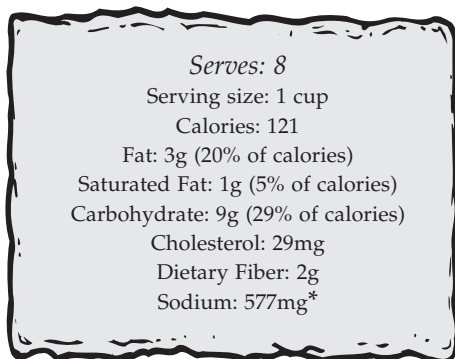 Serves: 8
Serving size: 1 cup
Calories: 121
Fat: 3g (20% of calories)
Saturated Fat: 1g (5% of calories)
Carbohydrate: 9g (29% of calories)
Cholesterol: 29mg
Dietary Fiber: 2g
Sodium: 577mg*